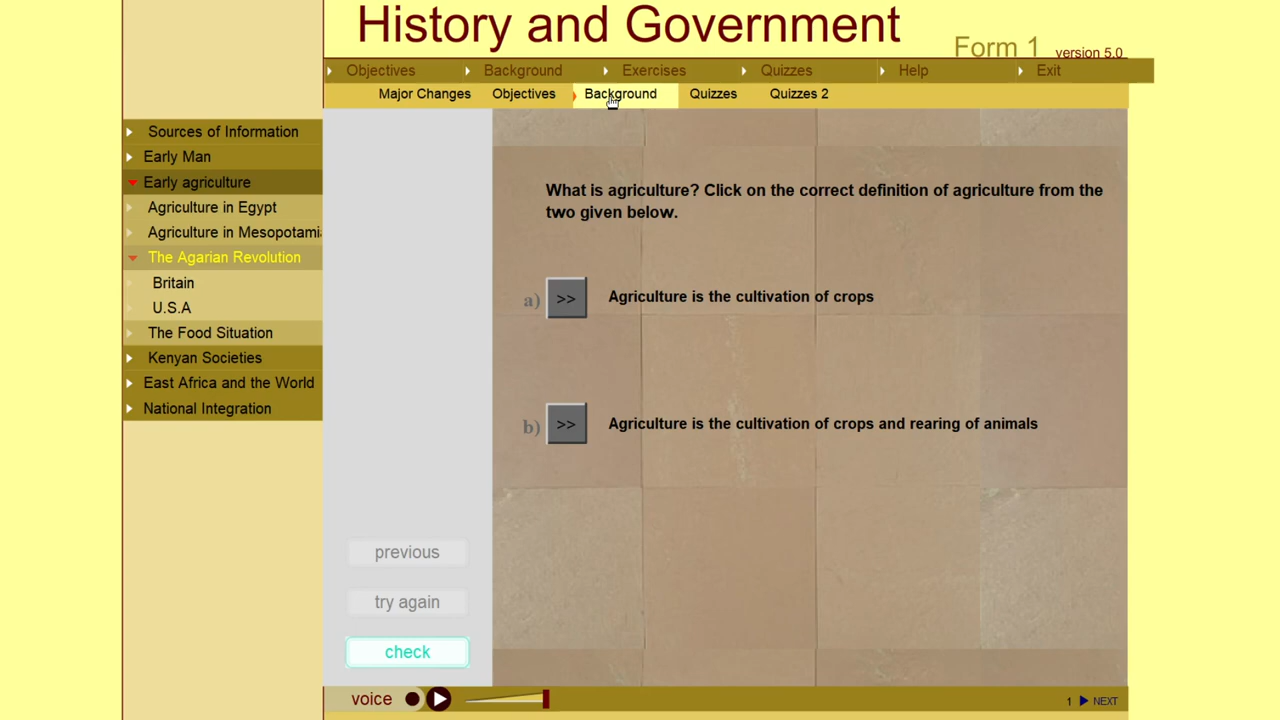 History and Government
Form 1 version 5.0
Objectives Background Exercises Quizzes Help Exit
Major Changes Objectives Background Quizzes Quizzes 2
Sources of Information
Early Man
Early agriculture
Agriculture in Egypt
Agriculture in Mesopotami
The Agarian Revolution
Britain
U.S.A
The Food Situation
Kenyan Societies
East Africa and the World
National Integration
What is agriculture? Click on the correct definition of agriculture from the
two given below.
a) >> Agriculture is the cultivation of crops
b) >> Agriculture is the cultivation of crops and rearing of animals
previous
try again
check
voice
1 NEXT